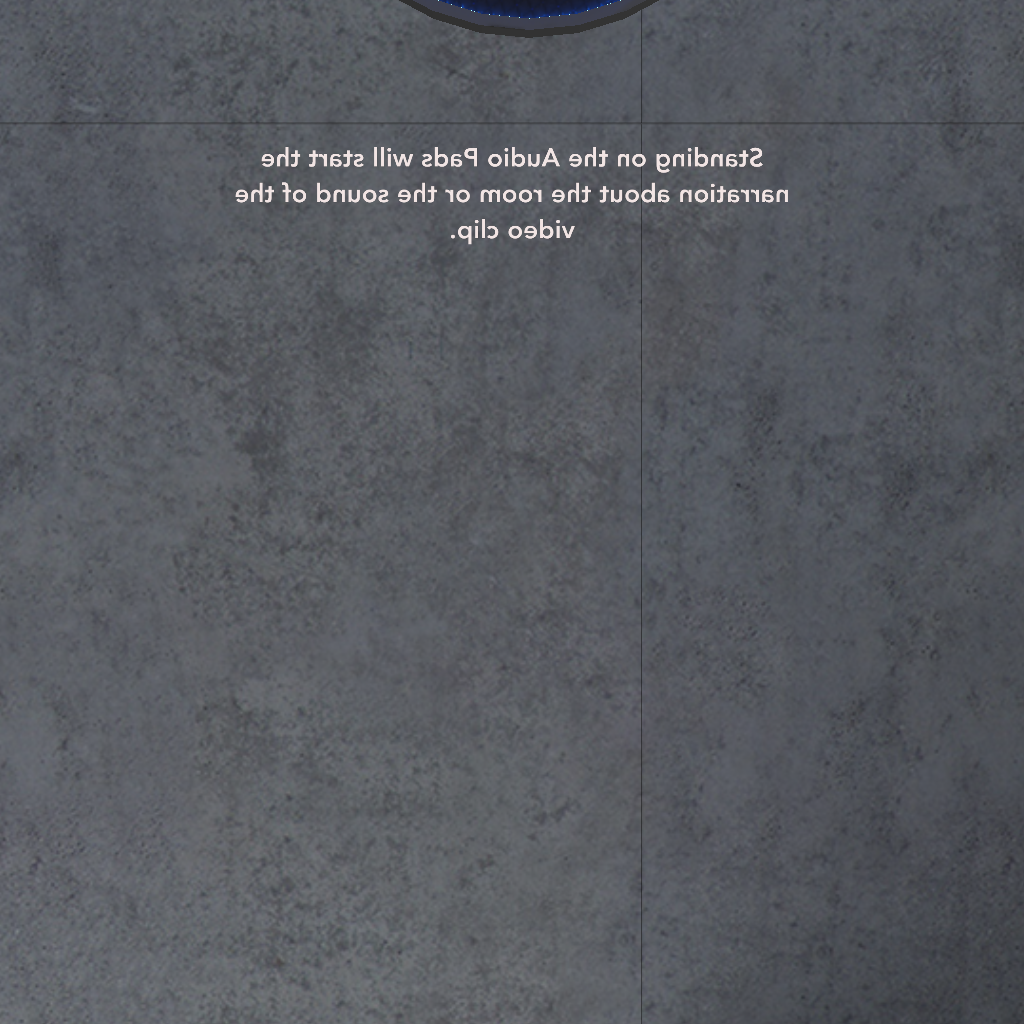 Standing on the Audio Pads will start the
narration about the room or the sound of the
video clip.